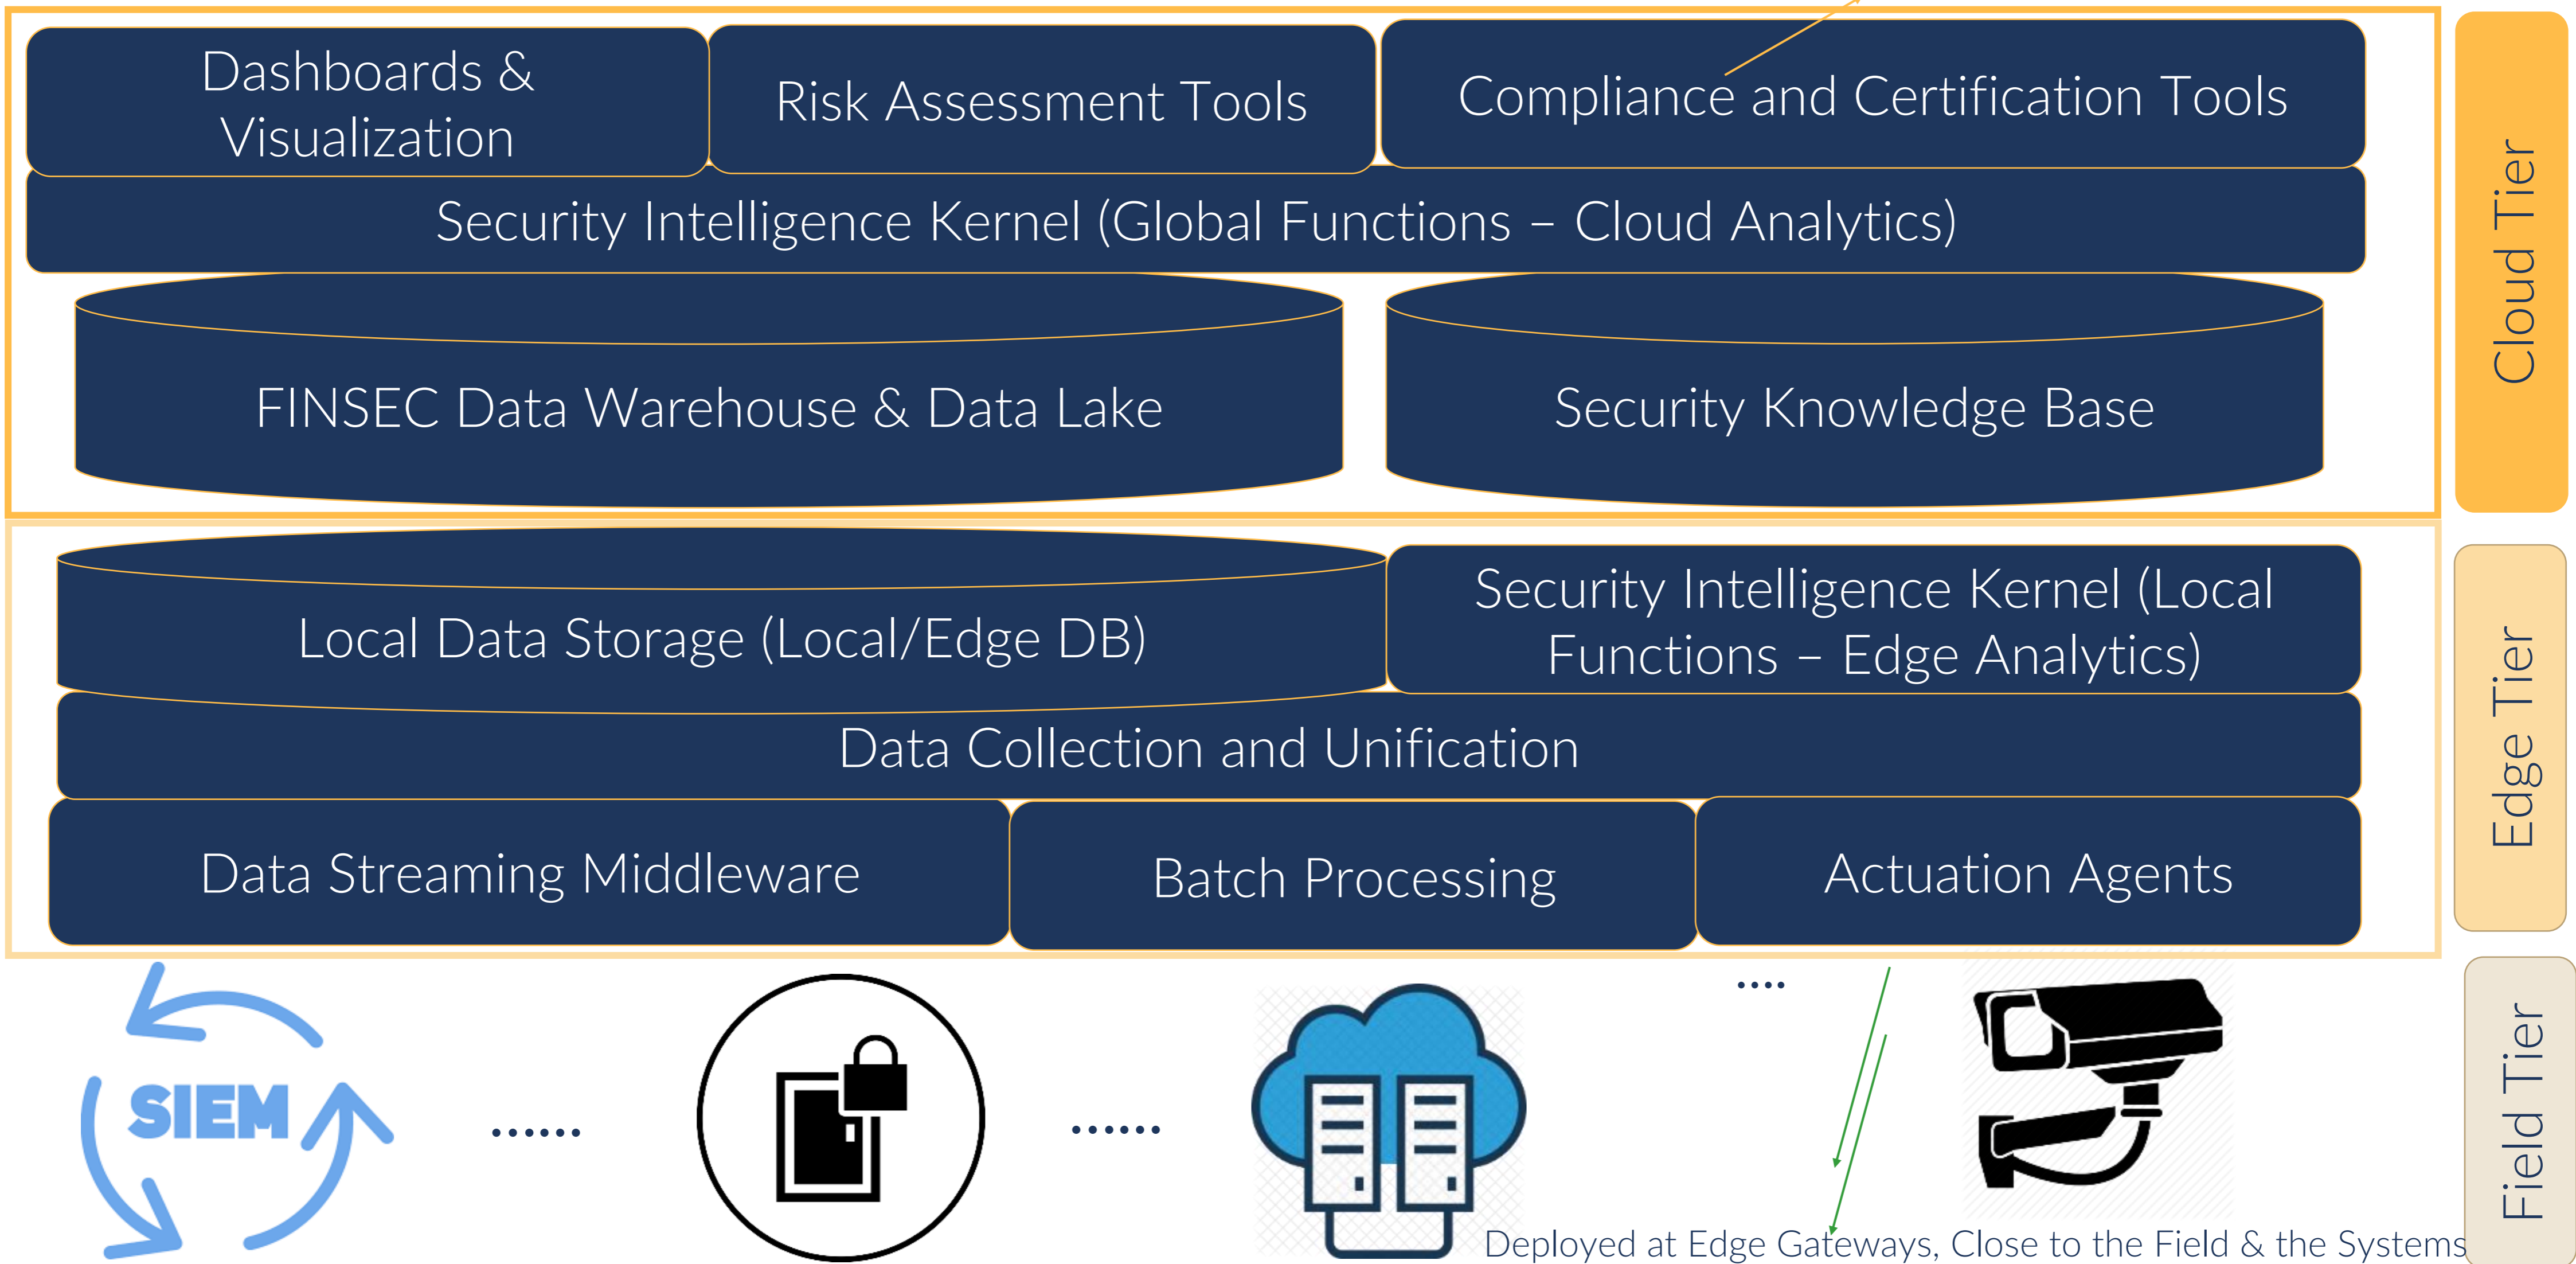 Dashboards &
Visualization
Risk Assessment Tools
Compliance and Certification Tools
Security Intelligence Kernel (Global Functions – Cloud Analytics)
FINSEC Data Warehouse & Data Lake
Security Knowledge Base
Cloud Tier
Local Data Storage (Local/Edge DB)
Security Intelligence Kernel (Local
Functions – Edge Analytics)
Data Collection and Unification
Data Streaming Middleware
Batch Processing
Actuation Agents
Edge Tier
SIEM
......
......
....
Deployed at Edge Gateways, Close to the Field & the Systems
Field Tier